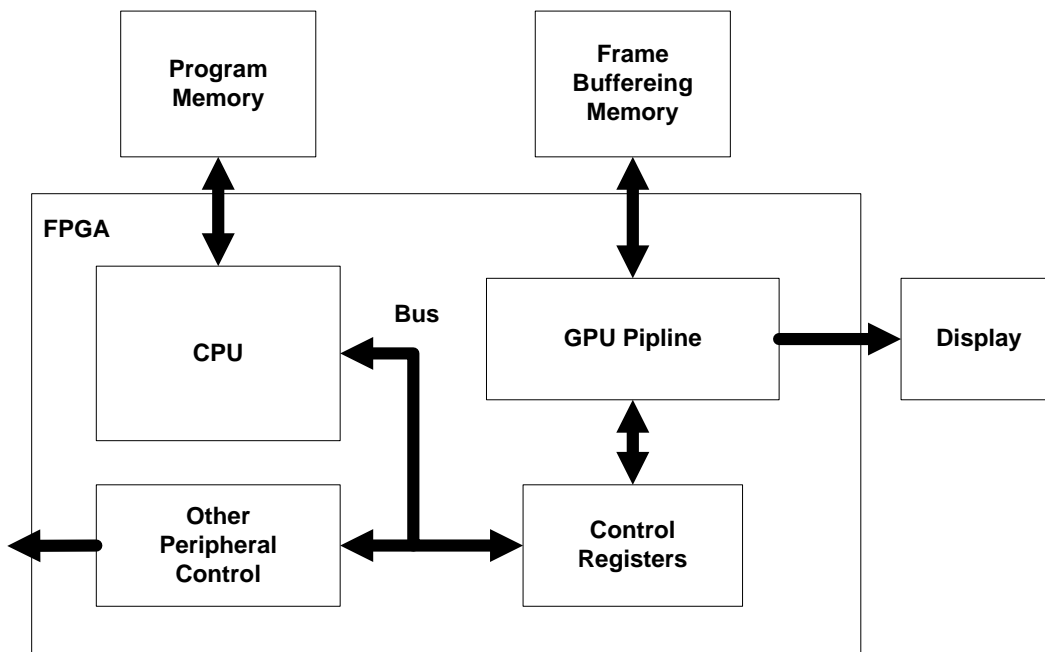 Program
Memory
Frame
Buffereing
Memory
FPGA
CPU
Bus
GPU Pipline
Display
Other
Peripheral
Control
Control
Registers